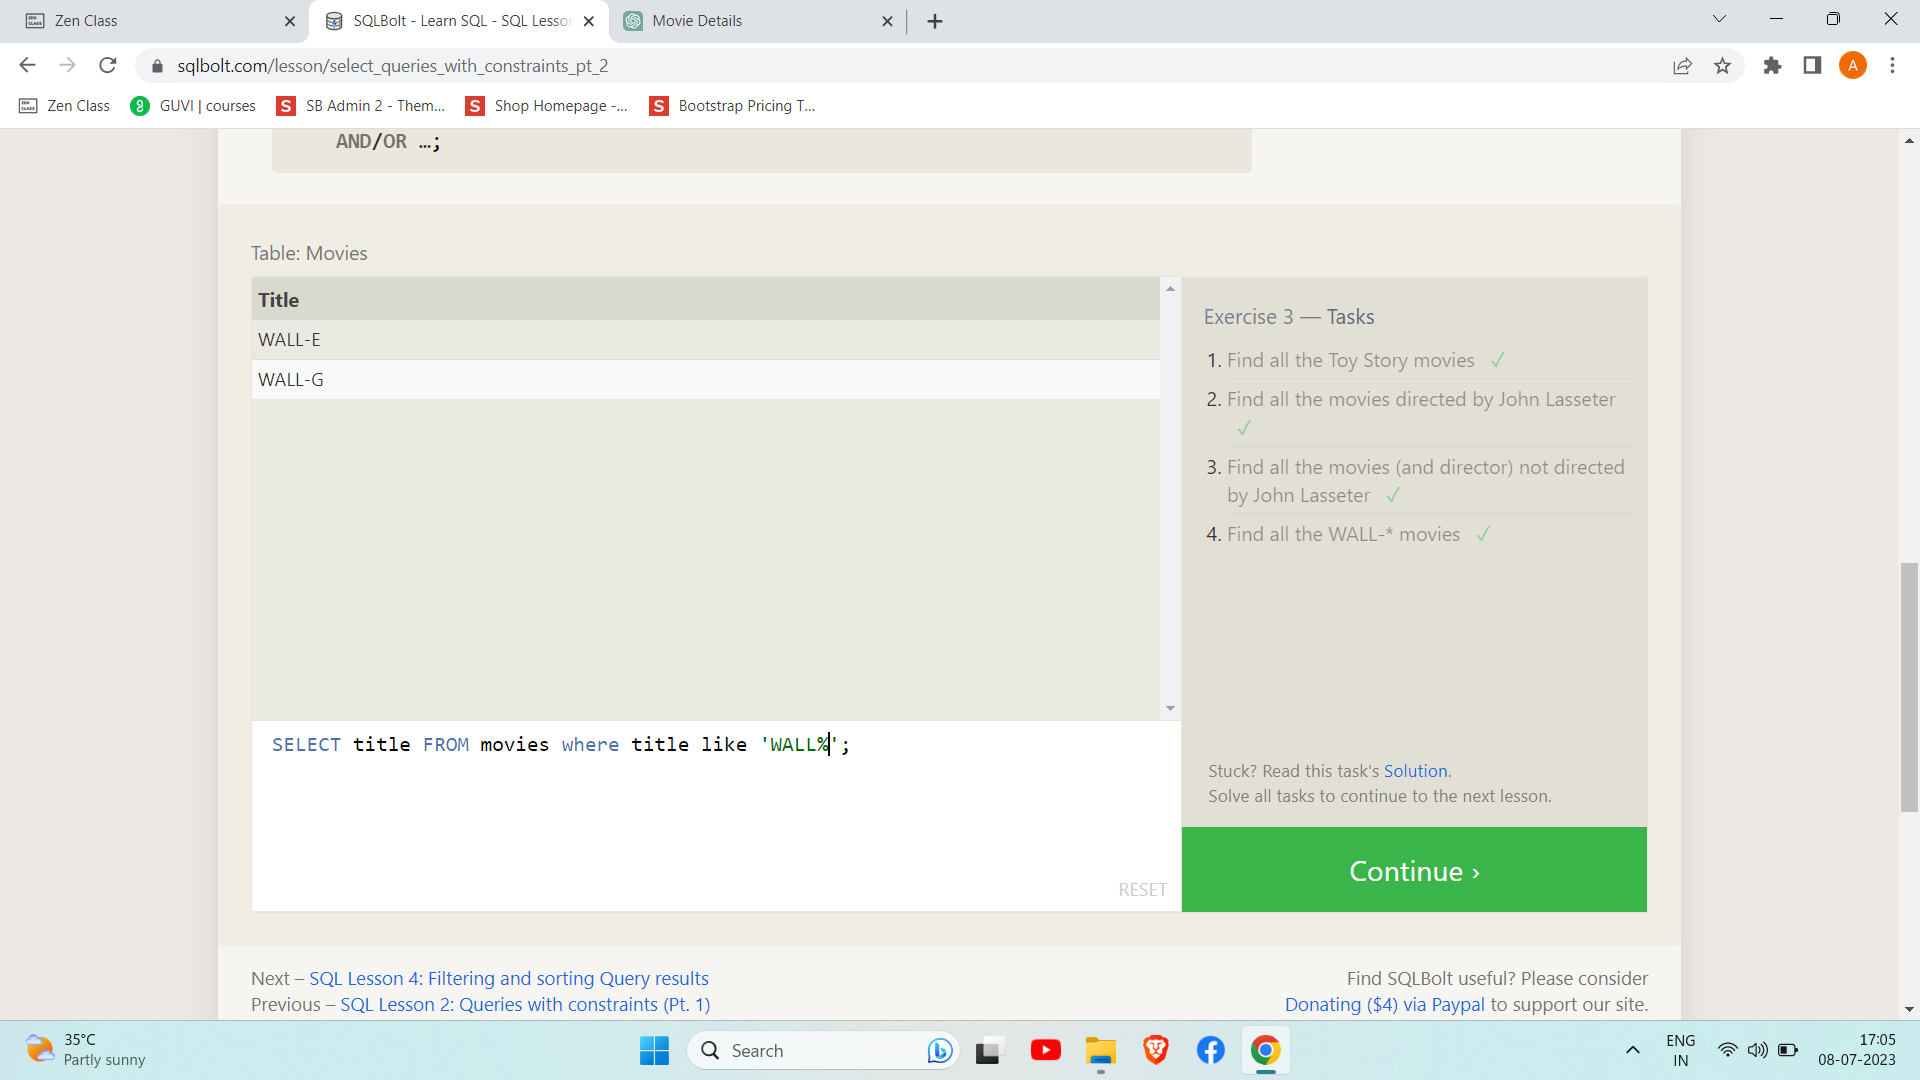 Zen Class
SQLBolt - Learn SQL - SQL Lesson
Movie Details
sqlbolt.com/lesson/select_queries_with_constraints_pt_2
A
Zen Class
GUVI | courses
S SB Admin 2 - Them...
S Shop Homepage -...
S Bootstrap Pricing T...
AND/OR …;
Table: Movies
Title
WALL-E
WALL-G
SELECT title FROM movies where title like 'WALL%';
RESET
Exercise 3 — Tasks
1. Find all the Toy Story movies ✓
2. Find all the movies directed by John Lasseter
✓
3. Find all the movies (and director) not directed
by John Lasseter ✓
4. Find all the WALL-* movies ✓
Stuck? Read this task's Solution.
Solve all tasks to continue to the next lesson.
Continue ›
Next – SQL Lesson 4: Filtering and sorting Query results
Previous – SQL Lesson 2: Queries with constraints (Pt. 1)
Find SQLBolt useful? Please consider
Donating ($4) via Paypal to support our site.
35°C
Partly sunny
Search
ENG
IN
17:05
08-07-2023